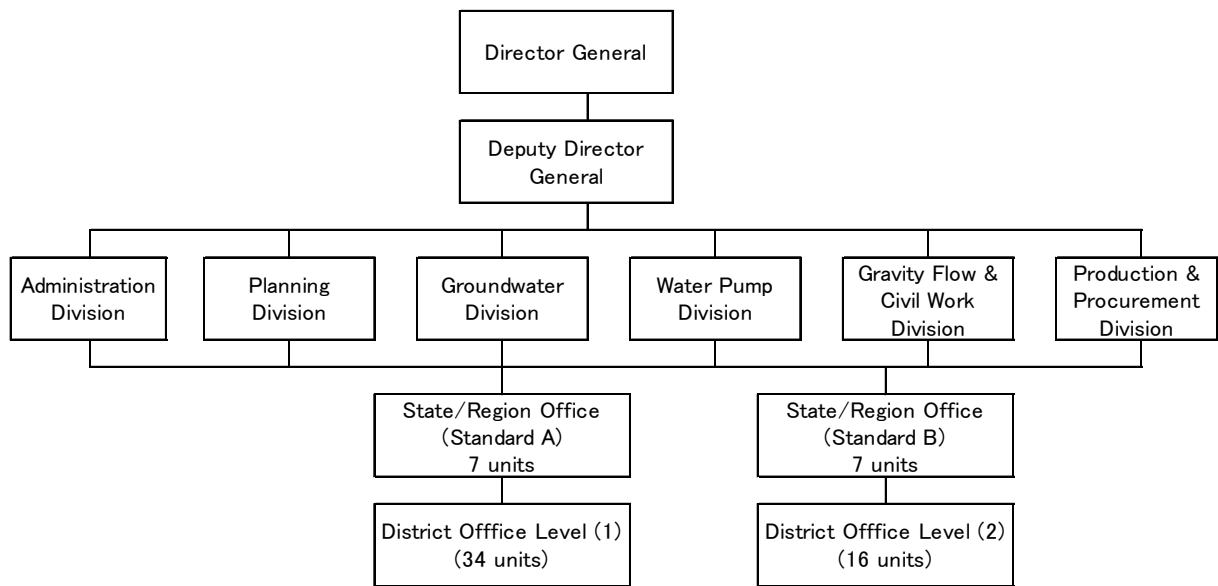 Director General
Deputy Director
General
Administration
Division
Planning
Division
Groundwater
Division
Water Pump
Division
Gravity Flow &
Civil Work
Division
Production &
Procurement
Division
State/Region Office
(Standard A)
7 units
State/Region Office
(Standard B)
7 units
District Offfice Level (1)
(34 units)
District Offfice Level (2)
(16 units)